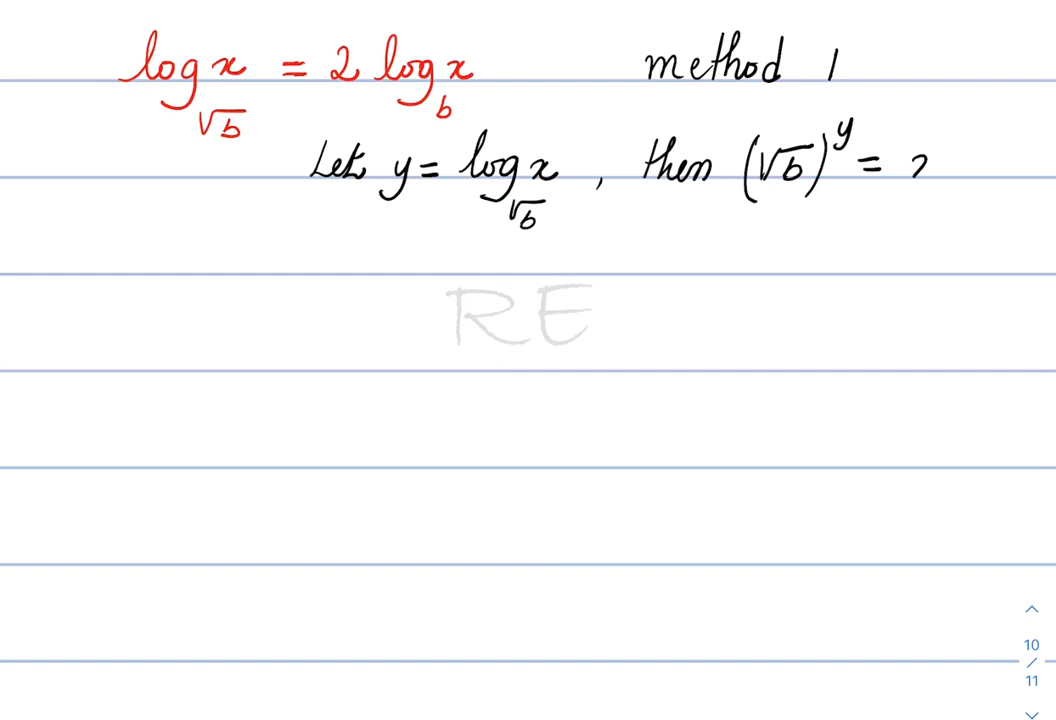 log_√b x = 2 log_b x method 1
Let y = log_√b x , then (√b)^y =
RE
10
/
11